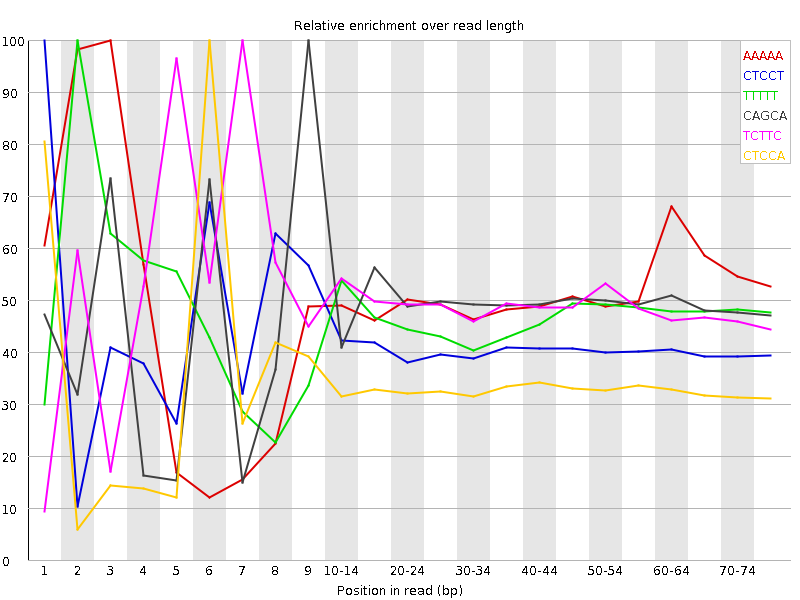 Relative enrichment over read length
100
90
80
70
60
50
40
30
20
10
0
AAAAA
CTCCT
TTTTT
CAGCA
TCTTC
CTCCA
1 2 3 4 5 6 7 8 9 10-14 20-24 30-34 40-44 50-54 60-64 70-74
Position in read (bp)